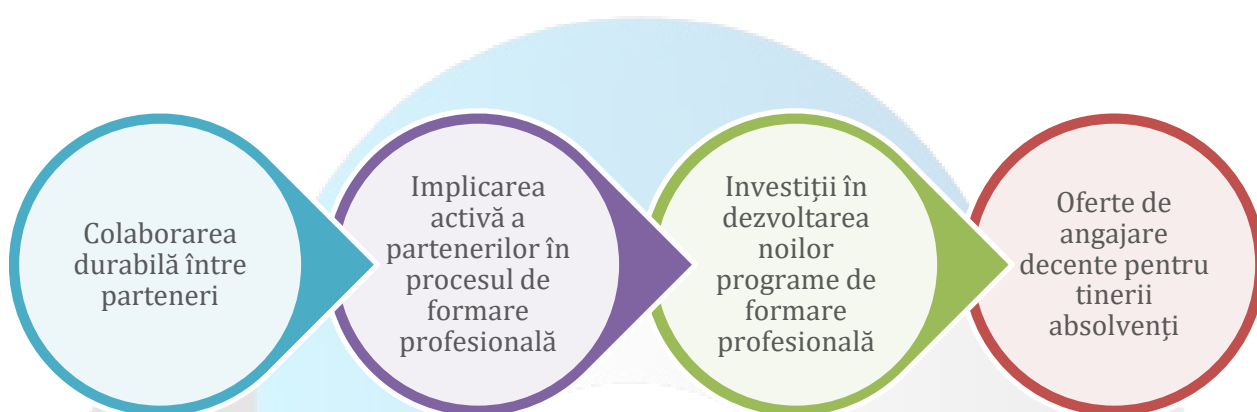 Colaborarea
durabilă între
parteneri
Implicarea
activă a
partenerilor în
procesul de
formare
profesională
Investiții în
dezvoltarea
noilor
programe de
formare
profesională
Oferte de
angajare
decente pentru
tinerii
absolvenți